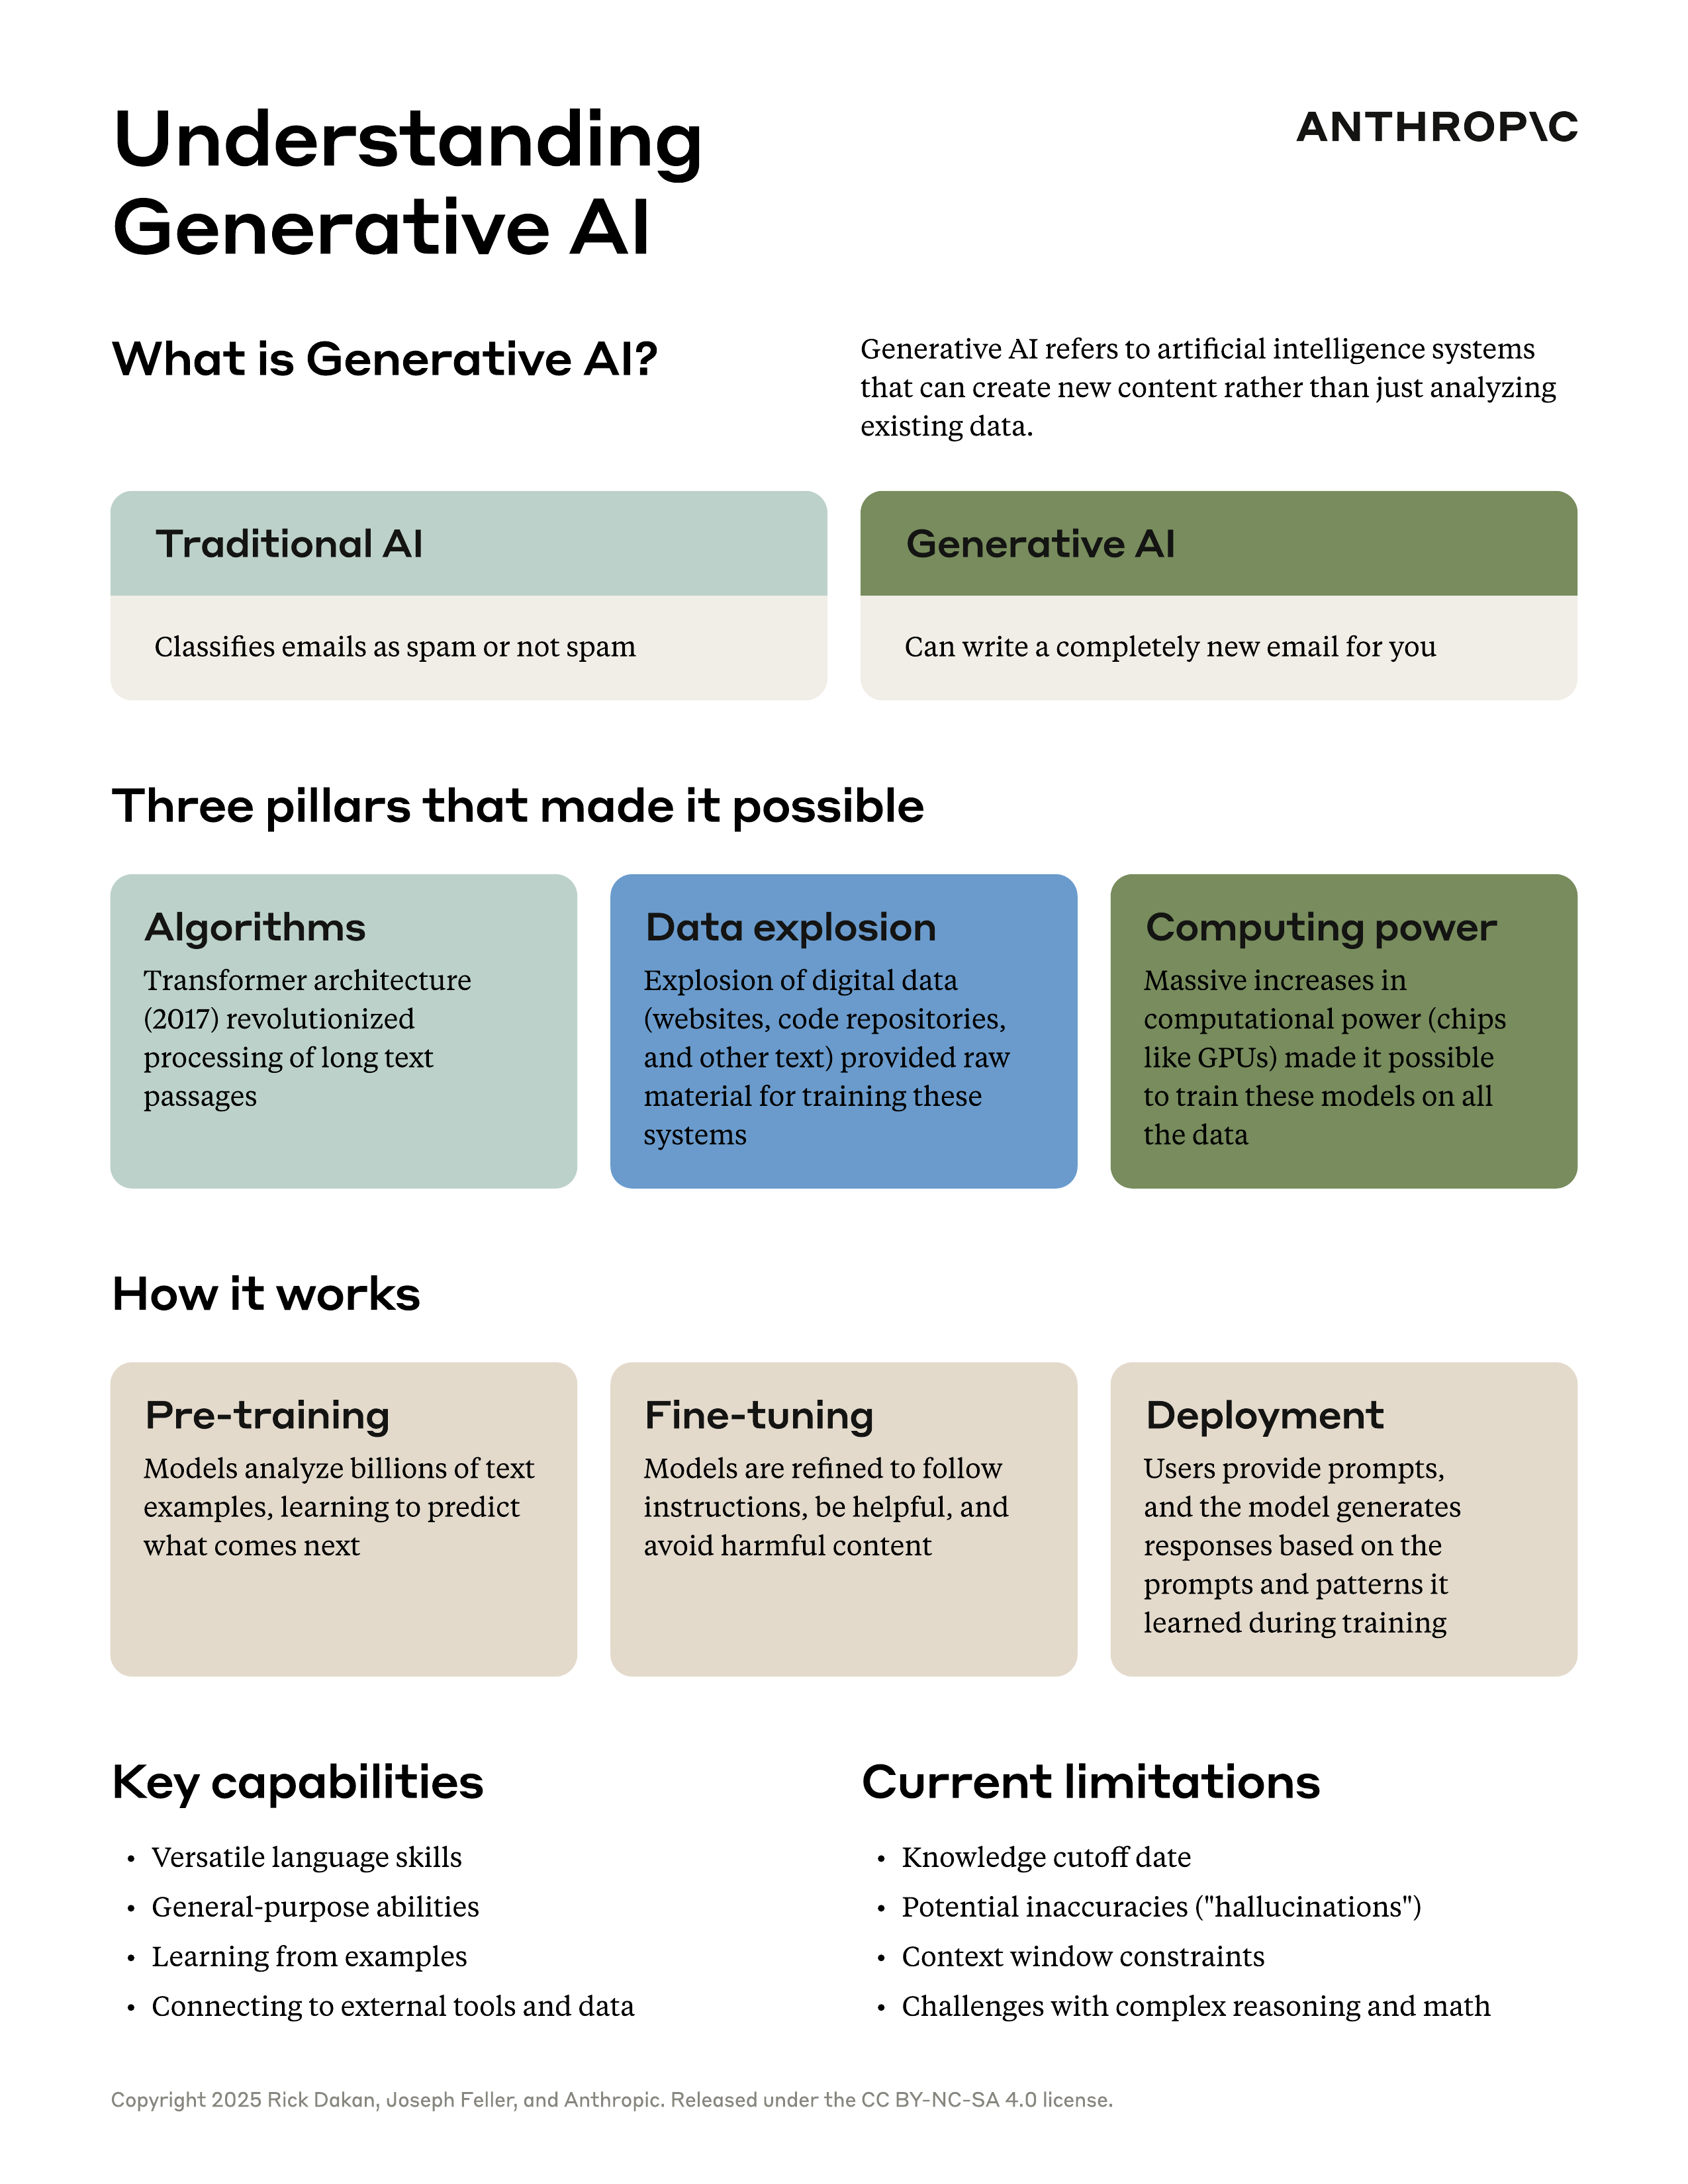 Understanding
Generative AI
ANTHROP\C
What is Generative AI?
Generative AI refers to artificial intelligence systems
that can create new content rather than just analyzing
existing data.
Traditional AI
Classifies emails as spam or not spam
Generative AI
Can write a completely new email for you
Three pillars that made it possible
Algorithms
Transformer architecture
(2017) revolutionized
processing of long text
passages
Data explosion
Explosion of digital data
(websites, code repositories,
and other text) provided raw
material for training these
systems
Computing power
Massive increases in
computational power (chips
like GPUs) made it possible
to train these models on all
the data
How it works
Pre-training
Models analyze billions of text
examples, learning to predict
what comes next
Fine-tuning
Models are refined to follow
instructions, be helpful, and
avoid harmful content
Deployment
Users provide prompts,
and the model generates
responses based on the
prompts and patterns it
learned during training
Key capabilities
• Versatile language skills
• General-purpose abilities
• Learning from examples
• Connecting to external tools and data
Current limitations
• Knowledge cutoff date
• Potential inaccuracies ("hallucinations")
• Context window constraints
• Challenges with complex reasoning and math
Copyright 2025 Rick Dakan, Joseph Feller, and Anthropic. Released under the CC BY-NC-SA 4.0 license.